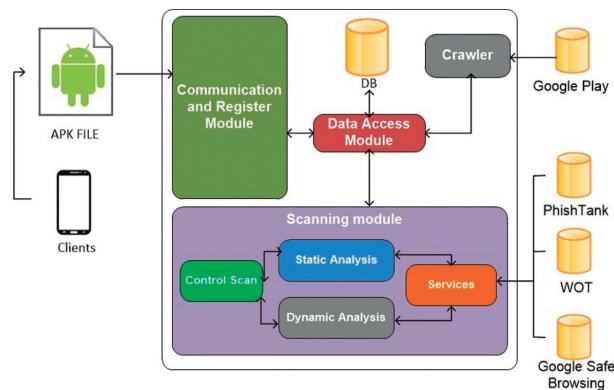 APK FILE
Clients
Communication
and Register
Module
DB
Crawler
Google Play
Data Access
Module
Scanning module
Control Scan
Static Analysis
Dynamic Analysis
Services
PhishTank
WOT
Google Safe
Browsing